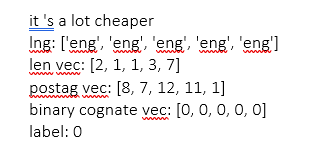 it 's a lot cheaper
lng: ['eng', 'eng', 'eng', 'eng', 'eng']
len vec: [2, 1, 1, 3, 7]
postag vec: [8, 7, 12, 11, 1]
binary cognate vec: [0, 0, 0, 0, 0]
label: 0